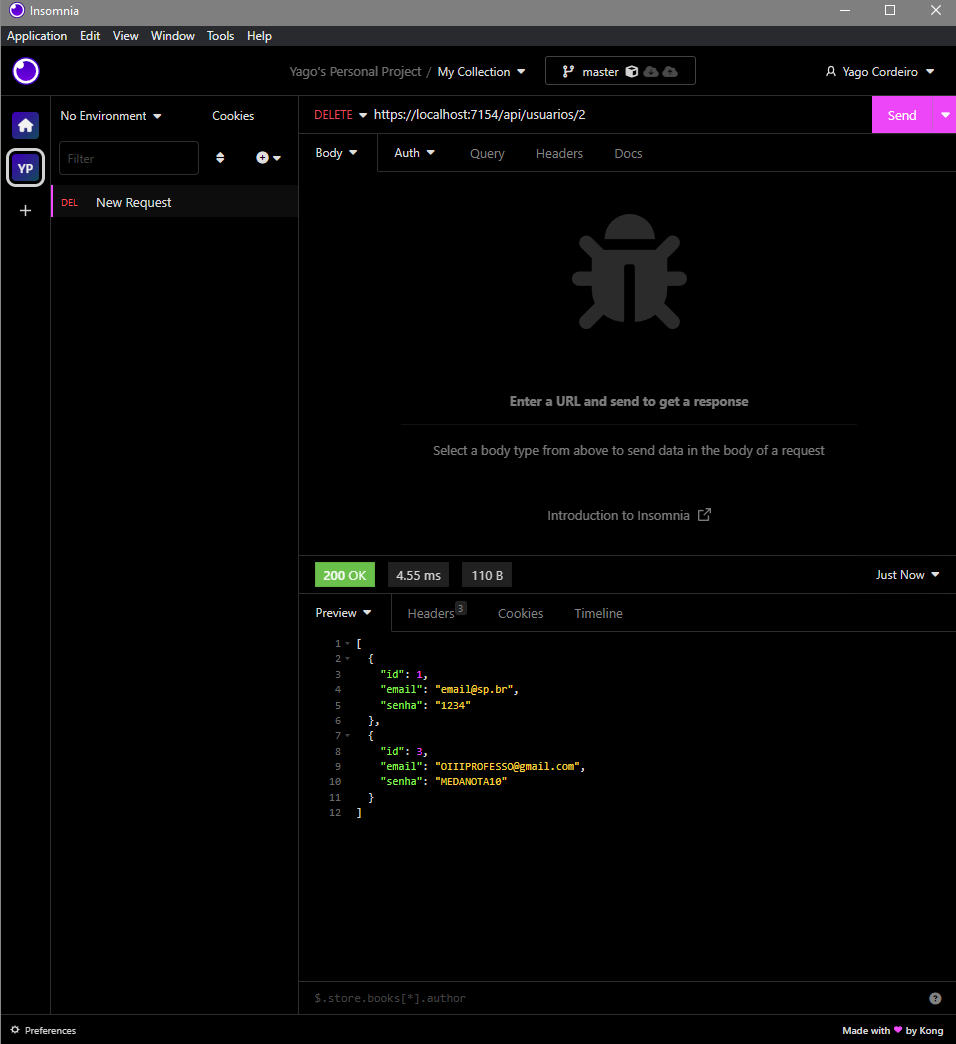 Insomnia
Application Edit View Window Tools Help
Yago's Personal Project / My Collection master Yago Cordeiro
No Environment Cookies
DELETE https://localhost:7154/api/usuarios/2 Send
Filter
YP
DEL New Request
Body Auth Query Headers Docs
Enter a URL and send to get a response
Select a body type from above to send data in the body of a request
Introduction to Insomnia
200 OK 4.55 ms 110 B Just Now
Preview Headers 3 Cookies Timeline
1 [
2 {
3 "id": 1,
4 "email": "email@sp.br",
5 "senha": "1234"
6 },
7 {
8 "id": 3,
9 "email": "OIIIPROFESSO@gmail.com",
10 "senha": "MEDANOTA10"
11 }
12 ]
$.store.books[*].author ?
Preferences Made with ❤ by Kong